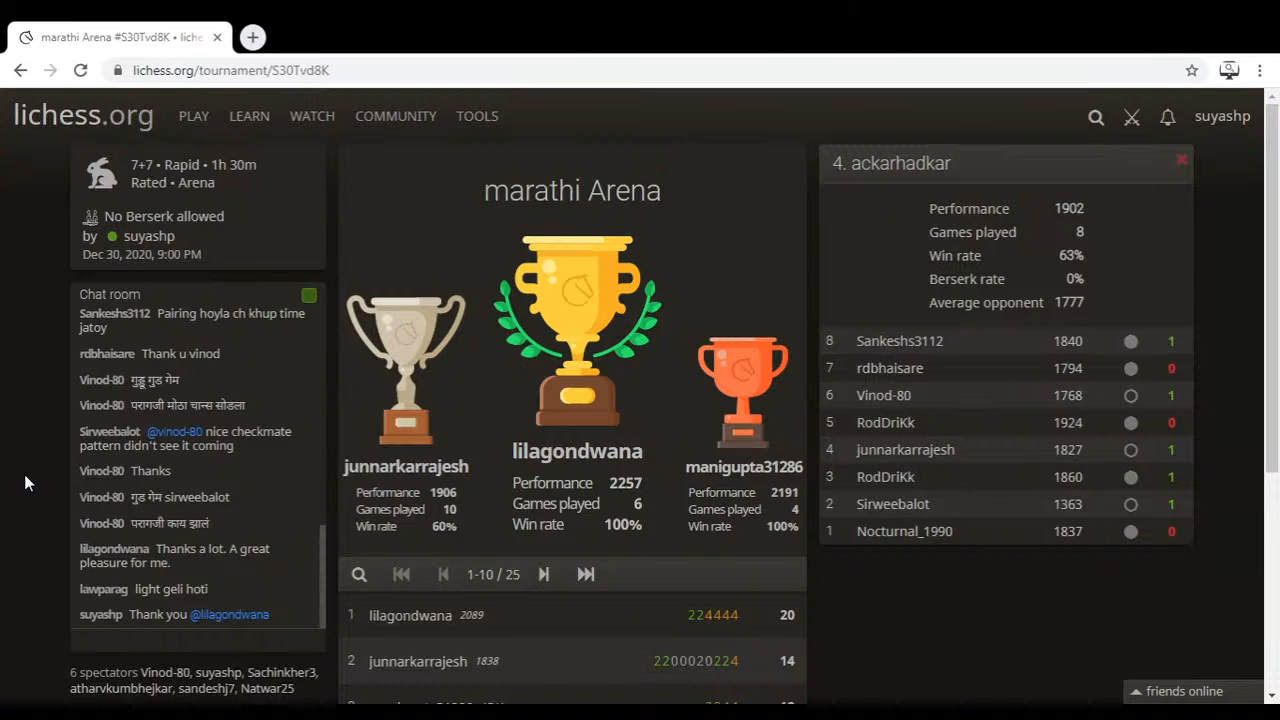 marathi Arena #S30Tvd8K • lichess
lichess.org/tournament/S30Tvd8K
lichess.org PLAY LEARN WATCH COMMUNITY TOOLS suyashp
7+7 • Rapid • 1h 30m
Rated • Arena
No Berserk allowed
by suyashp
Dec 30, 2020, 9:00 PM
Chat room
Sankeshs3112 Pairing hoyla ch khup time
jatoy
rdbhaisare Thank u vinod
Vinod-80 गुड्ड गुड गेम
Vinod-80 परागजी मोठा चान्स सोडला
Sirweebalot @vinod-80 nice checkmate
pattern didn't see it coming
Vinod-80 Thanks
Vinod-80 गुड गेम sirweebalot
Vinod-80 परागजी काय झालं
lilagondwana Thanks a lot. A great
pleasure for me.
lawparag light geli hoti
suyashp Thank you @lilagondwana
6 spectators Vinod-80, suyashp, Sachinkher3,
atharvkumbhejkar, sandeshj7, Natwar25
marathi Arena
junnarkarrajesh
Performance 1906
Games played 10
Win rate 60%
lilagondwana
Performance 2257
Games played 6
Win rate 100%
manigupta31286
Performance 2191
Games played 4
Win rate 100%
1-10 / 25
1 lilagondwana 2089 224444 20
2 junnarkarrajesh 1838 2200020224 14
4. ackarhadkar
Performance 1902
Games played 8
Win rate 63%
Berserk rate 0%
Average opponent 1777
8 Sankeshs3112 1840 1
7 rdbhaisare 1794 0
6 Vinod-80 1768 1
5 RodDriKk 1924 0
4 junnarkarrajesh 1827 1
3 RodDriKk 1860 1
2 Sirweebalot 1363 1
1 Nocturnal_1990 1837 0
friends online